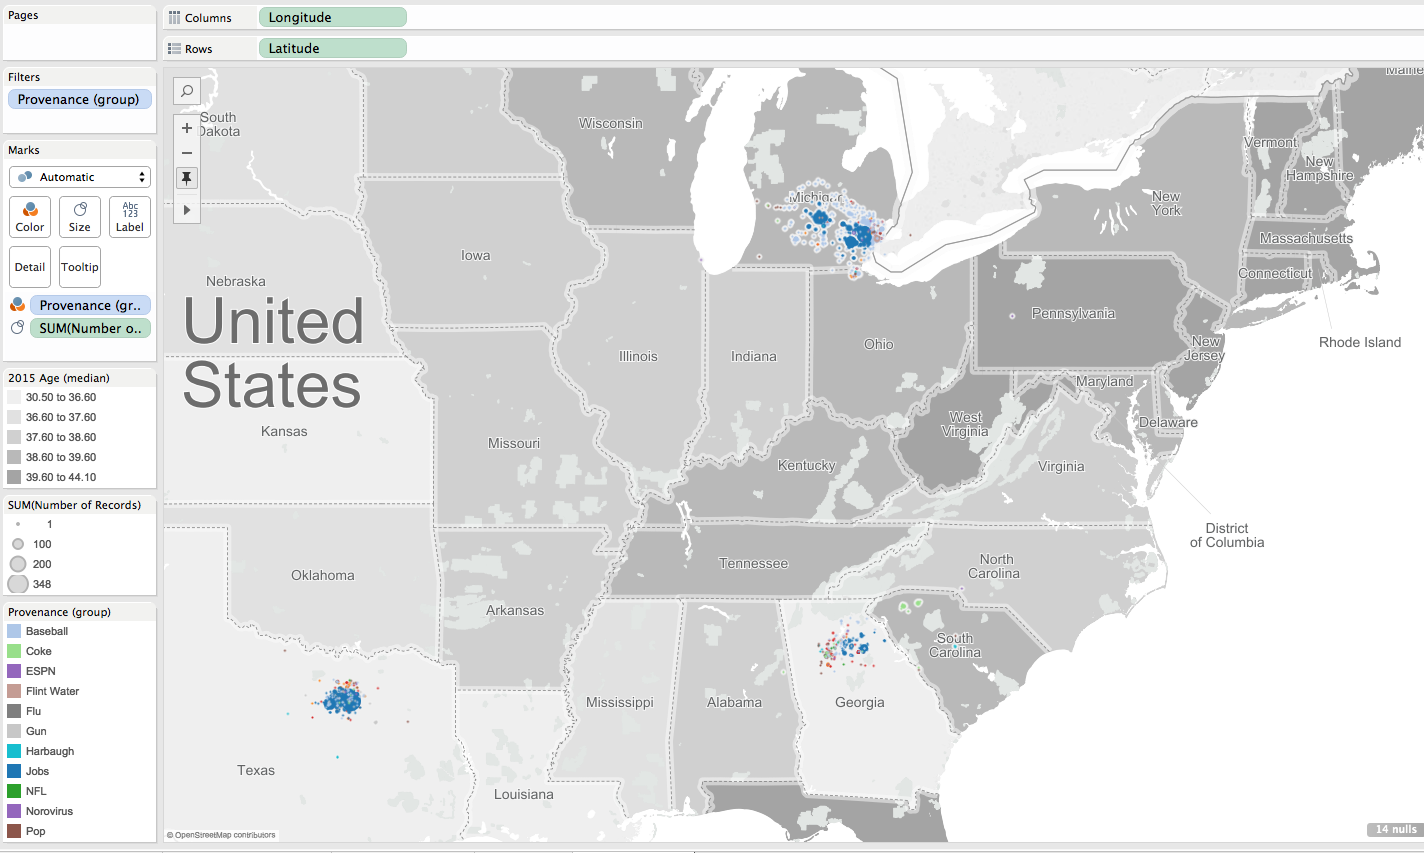 Pages
Columns
Longitude
Rows
Latitude
Filters
Provenance (group)
Marks
Automatic
Color
Size
Abc
123
Label
Detail
Tooltip
Provenance (gr..
SUM(Number o..
2015 Age (median)
30.50 to 36.60
36.60 to 37.60
37.60 to 38.60
38.60 to 39.60
39.60 to 44.10
SUM(Number of Records)
1
100
200
348
Provenance (group)
Baseball
Coke
ESPN
Flint Water
Flu
Gun
Harbaugh
Jobs
NFL
Norovirus
Pop
Maine
South
Dakota
Wisconsin
Vermont
New
Hampshire
Michig
New
York
Massachusetts
Iowa
Connecticut
Nebraska
United
States
Pennsylvania
Rhode Island
New
Jersey
Illinois
Indiana
Ohio
Maryland
Delaware
West
Virginia
Kansas
Missouri
Kentucky
Virginia
District
of Columbia
Tennessee
North
Carolina
Oklahoma
Arkansas
South
Carolina
Mississippi
Alabama
Georgia
Texas
Louisiana
© OpenStreetMap contributors
14 nulls